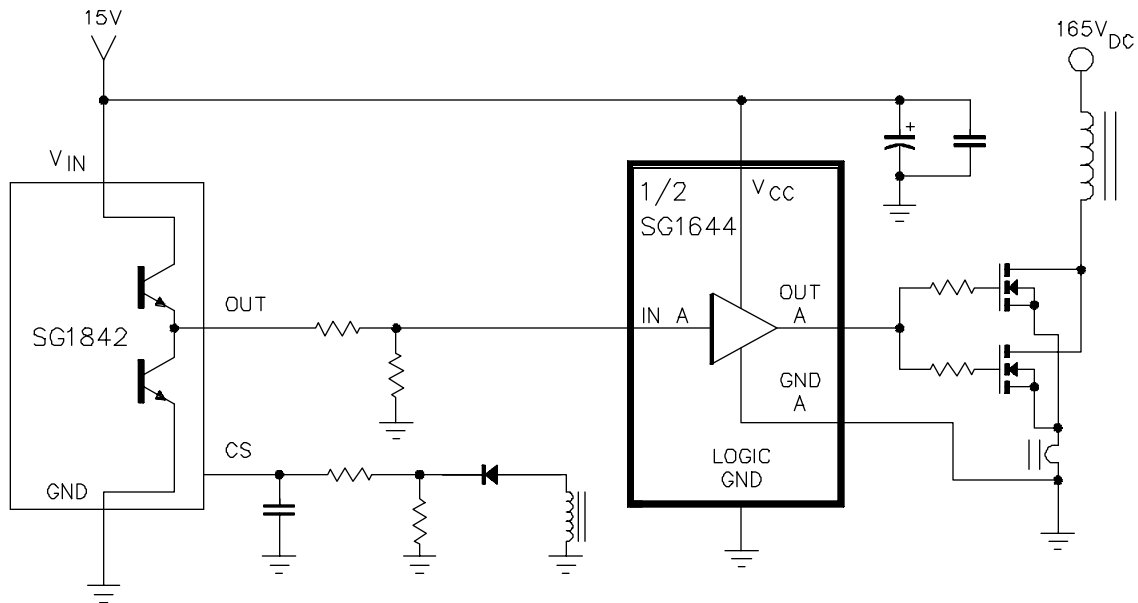 15V
165V DC
V IN
1/2
SG1644
V CC
OUT
IN A
OUT
A
SG1842
GND
A
CS
LOGIC
GND
GND